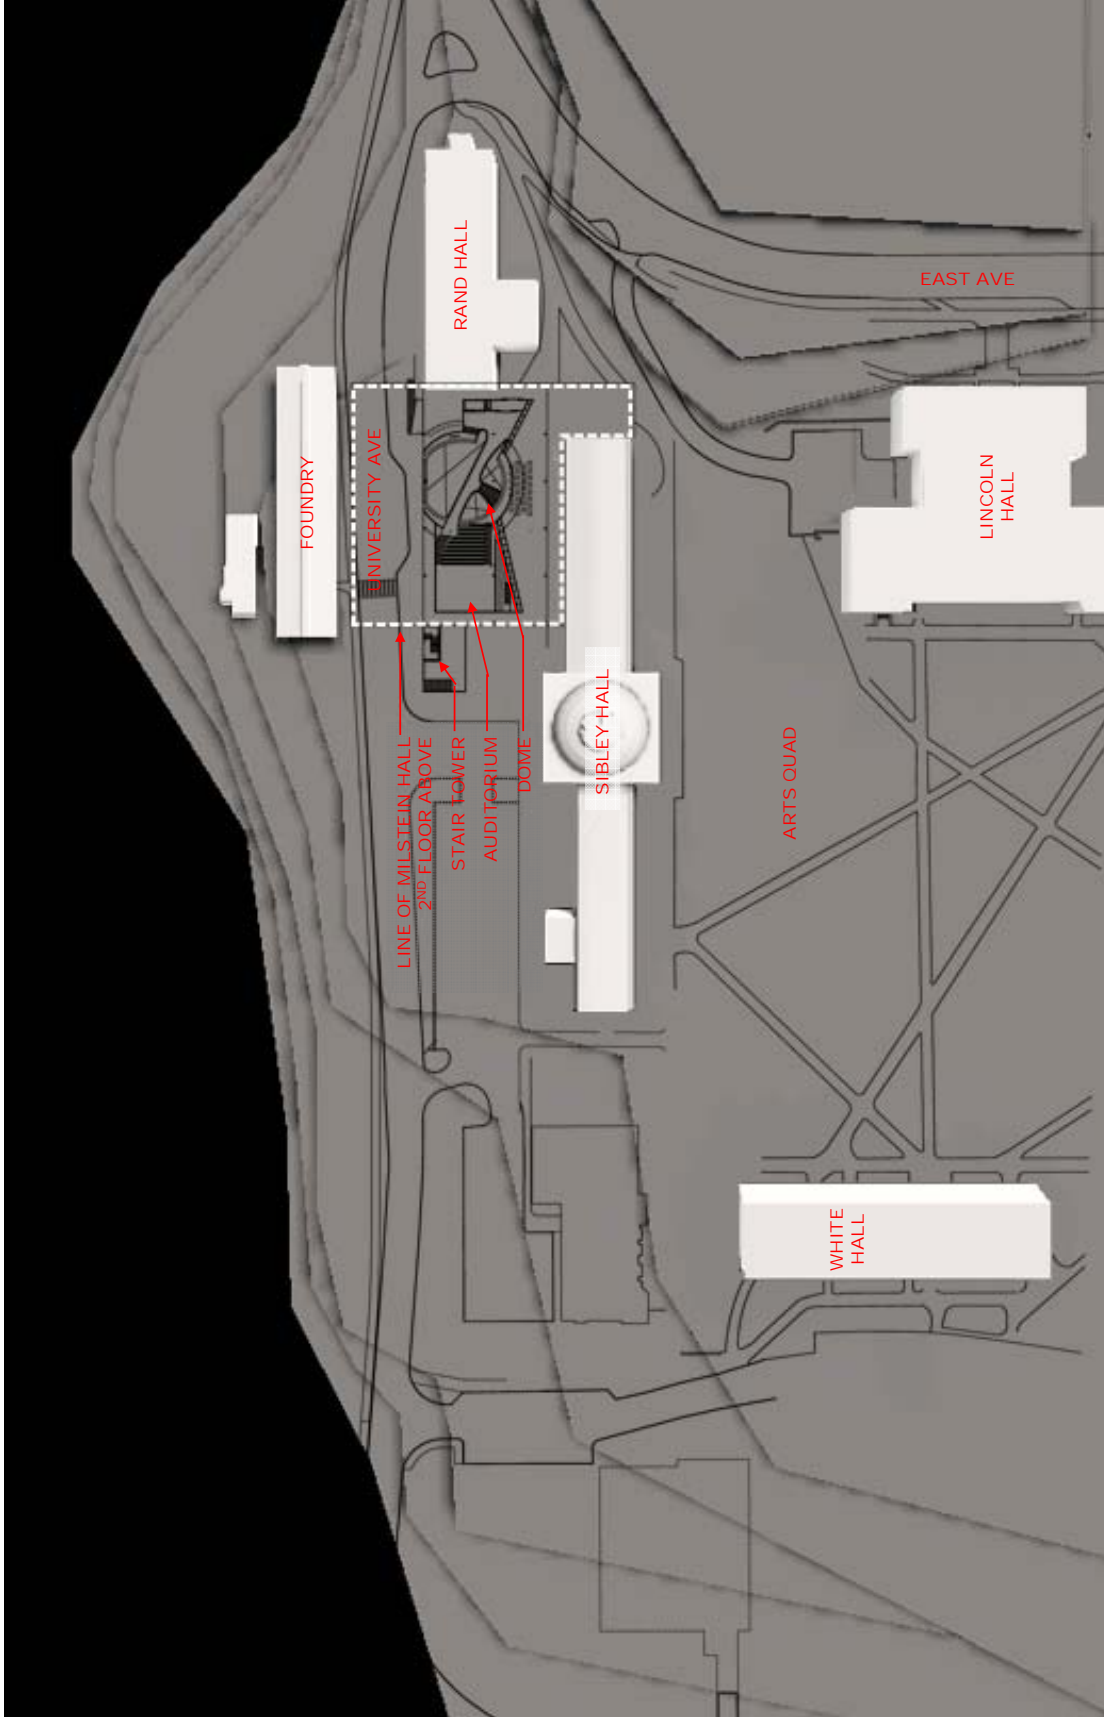 FOUNDRY
UNIVERSITY AVE
RAND HALL
EAST AVE
LINE OF MILSTEIN HALL
2ND FLOOR ABOVE
STAIR TOWER
AUDITORIUM
DOME
SIBLEY HALL
LINCOLN
HALL
ARTS QUAD
WHITE
HALL